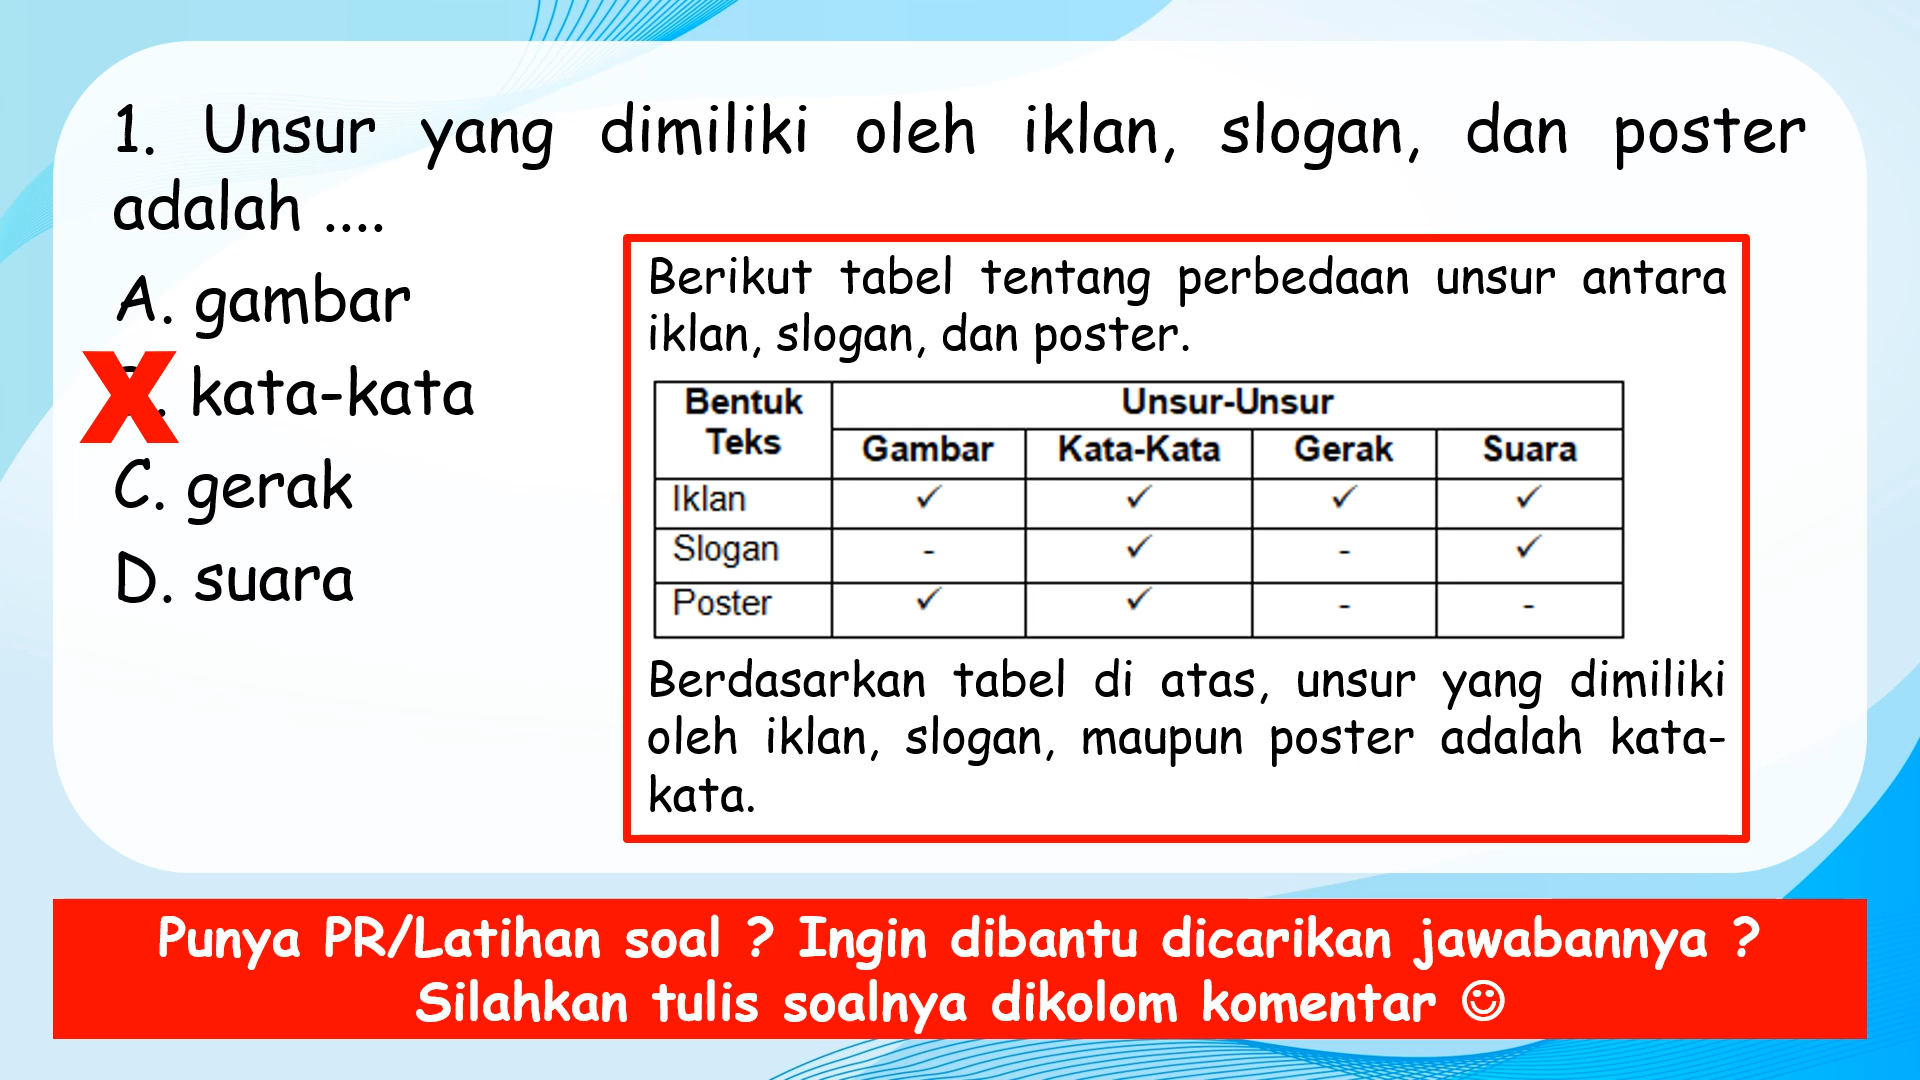 1. Unsur yang dimiliki oleh iklan, slogan, dan poster
adalah ....
A. gambar
X. kata-kata
C. gerak
D. suara
Berikut tabel tentang perbedaan unsur antara
iklan, slogan, dan poster.
Bentuk Teks Unsur-Unsur
Gambar Kata-Kata Gerak Suara
Iklan ✓ ✓ ✓ ✓
Slogan - ✓ - ✓
Poster ✓ ✓ - -
Berdasarkan tabel di atas, unsur yang dimiliki
oleh iklan, slogan, maupun poster adalah kata-
kata.
Punya PR/Latihan soal ? Ingin dibantu dicarikan jawabannya ?
Silahkan tulis soalnya dikolom komentar ☺